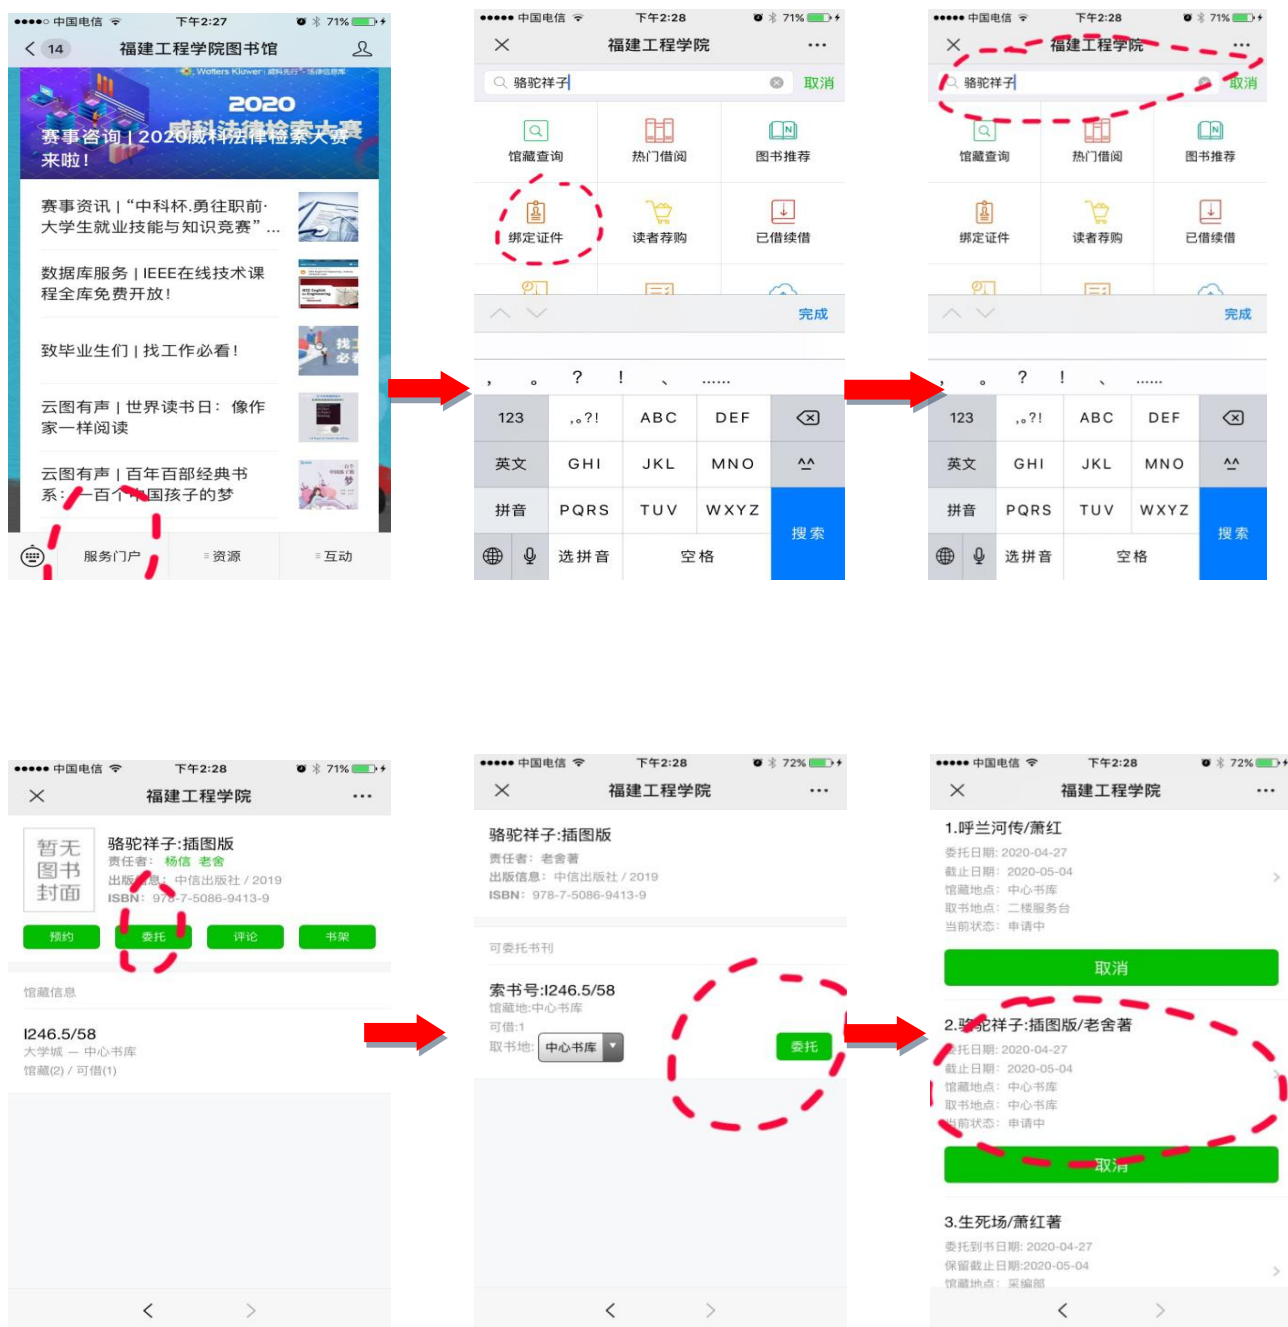 中国电信 下午2:27 71%
14 福建工程学院图书馆
Wolters Kluwer
2020
威科法律检索大赛
赛事咨询 | 2020威科法律检索大赛
来啦！
赛事资讯 | “中科杯.勇往职前·
大学生就业技能与知识竞赛” ...
数据库服务 | IEEE在线技术课
程全库免费开放！
致毕业生们 | 找工作必看！
找工
必看
云图有声 | 世界读书日：像作
家一样阅读
云图有声 | 百年百部经典书
系：一百个中国孩子的梦
服务门户 资源 互动
中国电信 下午2:28 71%
福建工程学院
骆驼祥子 取消
馆藏查询 热门借阅 图书推荐
绑定证件 读者荐购 已借续借
完成
， 。 ？ ！ 、 ……
123 ,。?! ABC DEF
英文 GHI JKL MNO ^^
拼音 PQRS TUV WXYZ
搜索
选拼音 空格
中国电信 下午2:28 71%
福建工程学院
骆驼祥子 取消
馆藏查询 热门借阅 图书推荐
绑定证件 读者荐购 已借续借
完成
， 。 ？ ！ 、 ……
123 ,。?! ABC DEF
英文 GHI JKL MNO ^^
拼音 PQRS TUV WXYZ
搜索
选拼音 空格
中国电信 下午2:28 71%
福建工程学院
暂无
图书
封面
骆驼祥子:插图版
责任者： 杨信 老舍
出版信息：中信出版社 / 2019
ISBN：978-7-5086-9413-9
预约 委托 评论 书架
馆藏信息
I246.5/58
大学城 — 中心书库
馆藏(2) / 可借(1)
中国电信 下午2:28 72%
福建工程学院
骆驼祥子:插图版
责任者：老舍著
出版信息：中信出版社 / 2019
ISBN：978-7-5086-9413-9
可委托书刊
索书号:I246.5/58
馆藏地:中心书库
可借:1
取书地: 中心书库 委托
中国电信 下午2:28 72%
福建工程学院
1.呼兰河传/萧红
委托日期: 2020-04-27
截止日期：2020-05-04
馆藏地点：中心书库
取书地点：二楼服务台
当前状态：申请中
取消
2.骆驼祥子:插图版/老舍著
委托日期: 2020-04-27
截止日期：2020-05-04
馆藏地点：中心书库
取书地点：中心书库
当前状态：申请中
取消
3.生死场/萧红著
委托到书日期: 2020-04-27
保留截止日期:2020-05-04
馆藏地点：采编部